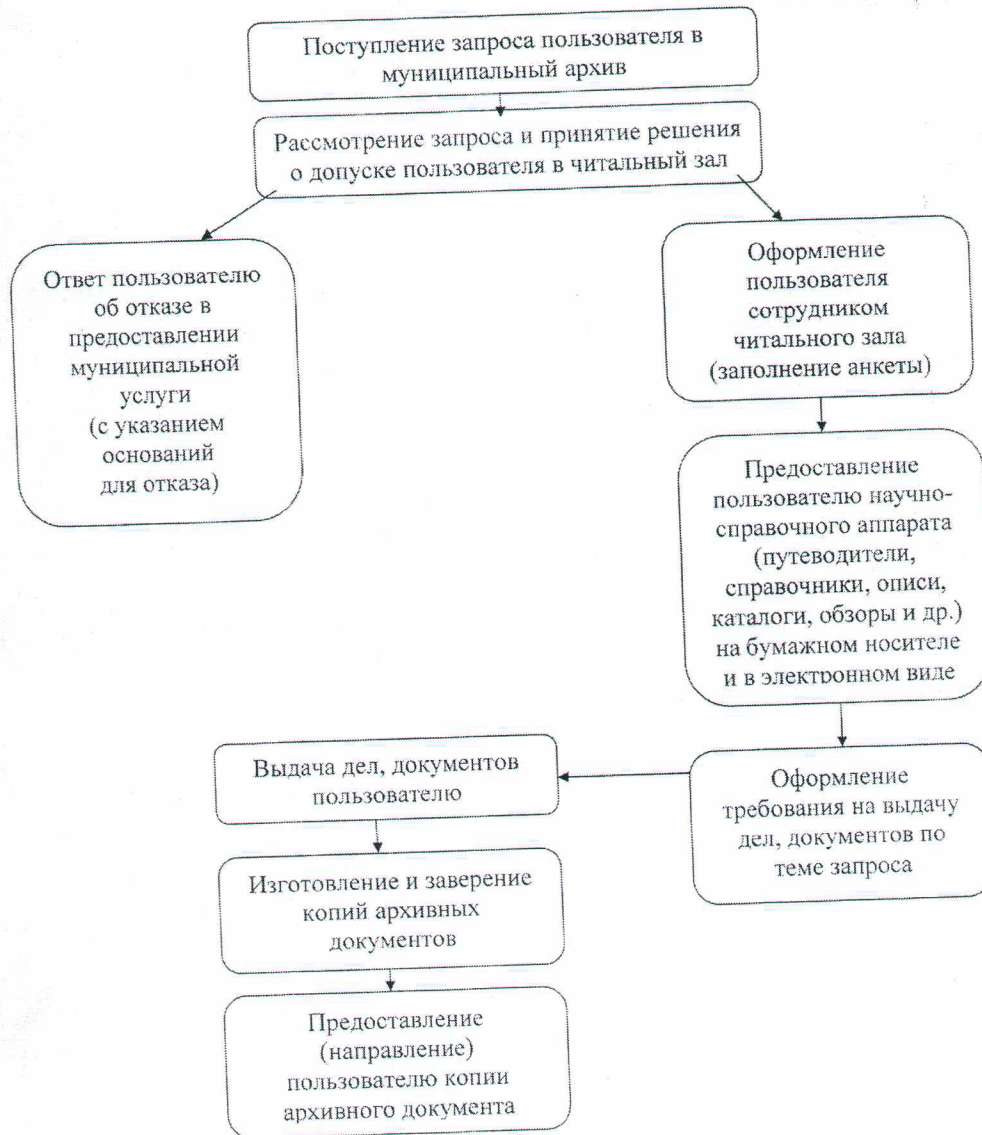 Поступление запроса пользователя в
муниципальный архив
Рассмотрение запроса и принятие решения
о допуске пользователя в читальный зал
Ответ пользователю
об отказе в
предоставлении
муниципальной
услуги
(с указанием
оснований
для отказа)
Оформление
пользователя
сотрудником
читального зала
(заполнение анкеты)
Предоставление
пользователю научно-
справочного аппарата
(путеводители,
справочники, описи,
каталоги, обзоры и др.)
на бумажном носителе
и в электронном виде
Оформление
требования на выдачу
дел, документов по
теме запроса
Выдача дел, документов
пользователю
Изготовление и заверение
копий архивных
документов
Предоставление
(направление)
пользователю копии
архивного документа